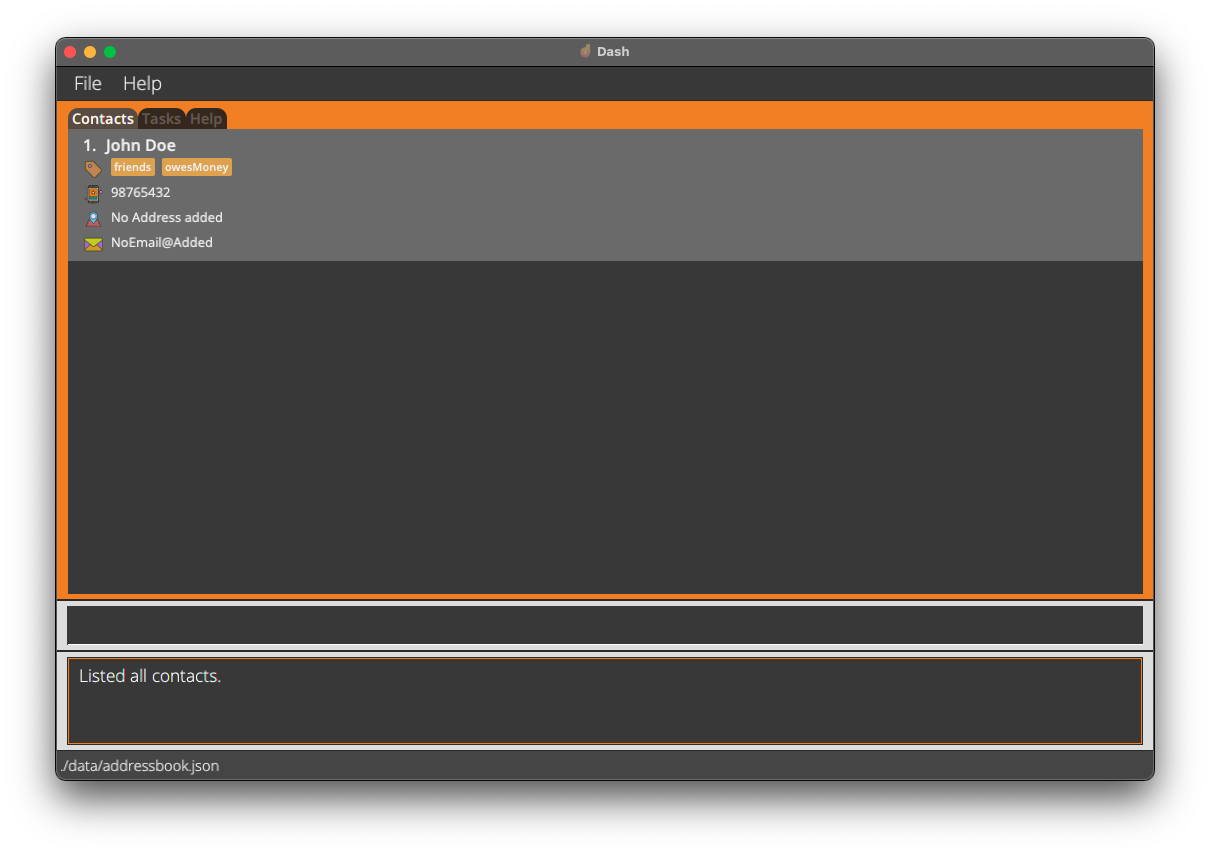 Dash
File Help
Contacts Tasks Help
1. John Doe
friends owesMoney
98765432
No Address added
NoEmail@Added
Listed all contacts.
./data/addressbook.json